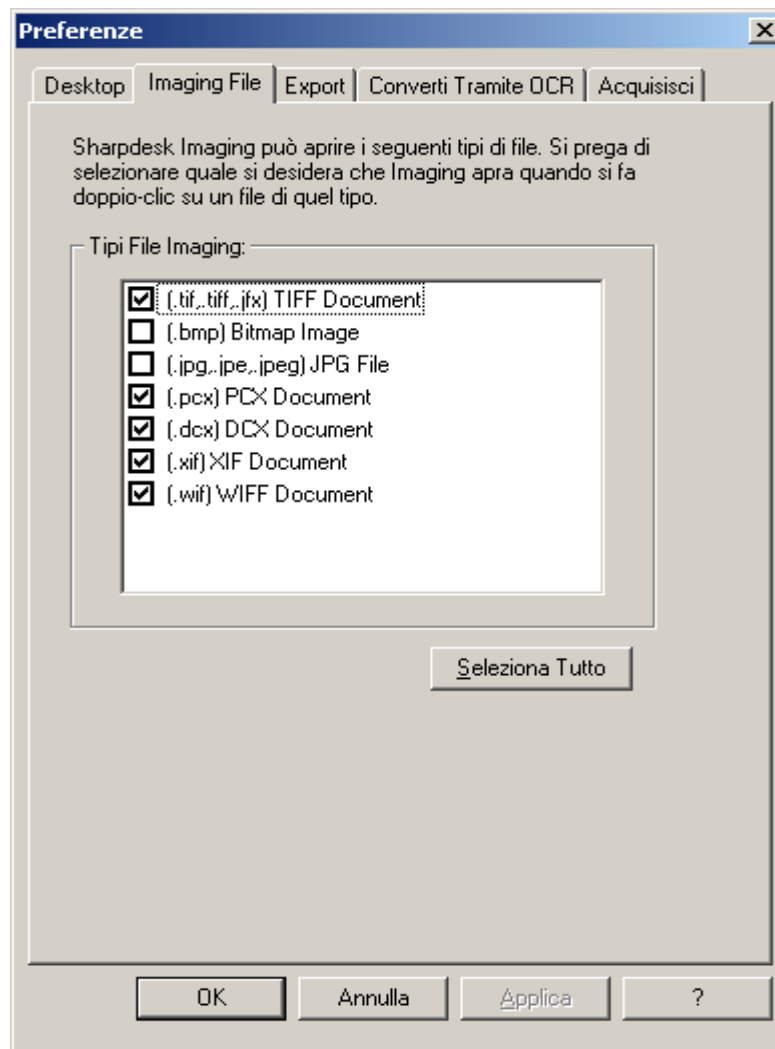 Preferenze
Desktop Imaging File Export Converti Tramite OCR Acquisisci
Sharpdesk Imaging può aprire i seguenti tipi di file. Si prega di
selezionare quale si desidera che Imaging apra quando si fa
doppio-clic su un file di quel tipo.
Tipi File Imaging:
(.tif,.tiff,.jfx) TIFF Document
(.bmp) Bitmap Image
(.jpg,.jpe,.jpeg) JPG File
(.pcx) PCX Document
(.dcx) DCX Document
(.xif) XIF Document
(.wif) WIFF Document
Seleziona Tutto
OK Annulla Applica ?